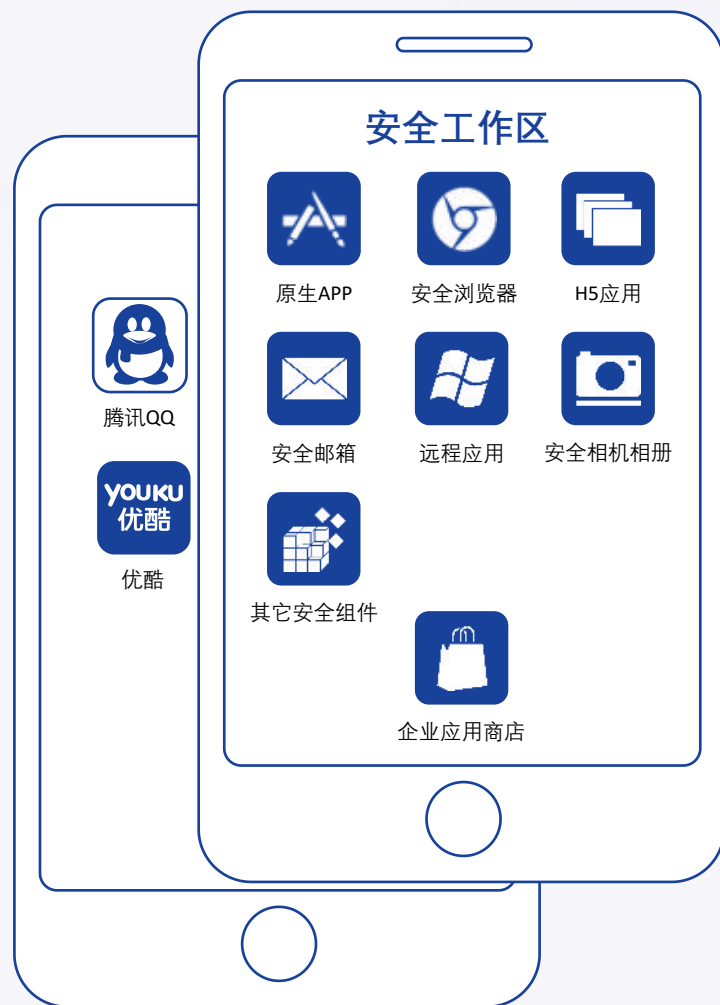 安全工作区
原生APP
安全浏览器
H5应用
安全邮箱
远程应用
安全相机相册
其它安全组件
企业应用商店
腾讯QQ
YOUKU
优酷
优酷